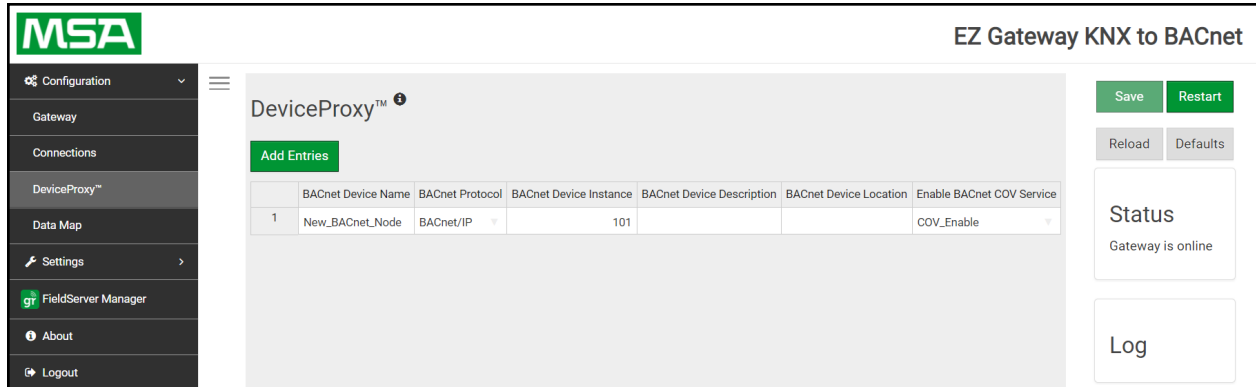 MSA
EZ Gateway KNX to BACnet
Configuration
Gateway
Connections
DeviceProxy™
Data Map
Settings
gr FieldServer Manager
About
Logout
DeviceProxy™
Add Entries
BACnet Device Name BACnet Protocol BACnet Device Instance BACnet Device Description BACnet Device Location Enable BACnet COV Service
1 New_BACnet_Node BACnet/IP 101 COV_Enable
Save Restart
Reload Defaults
Status
Gateway is online
Log